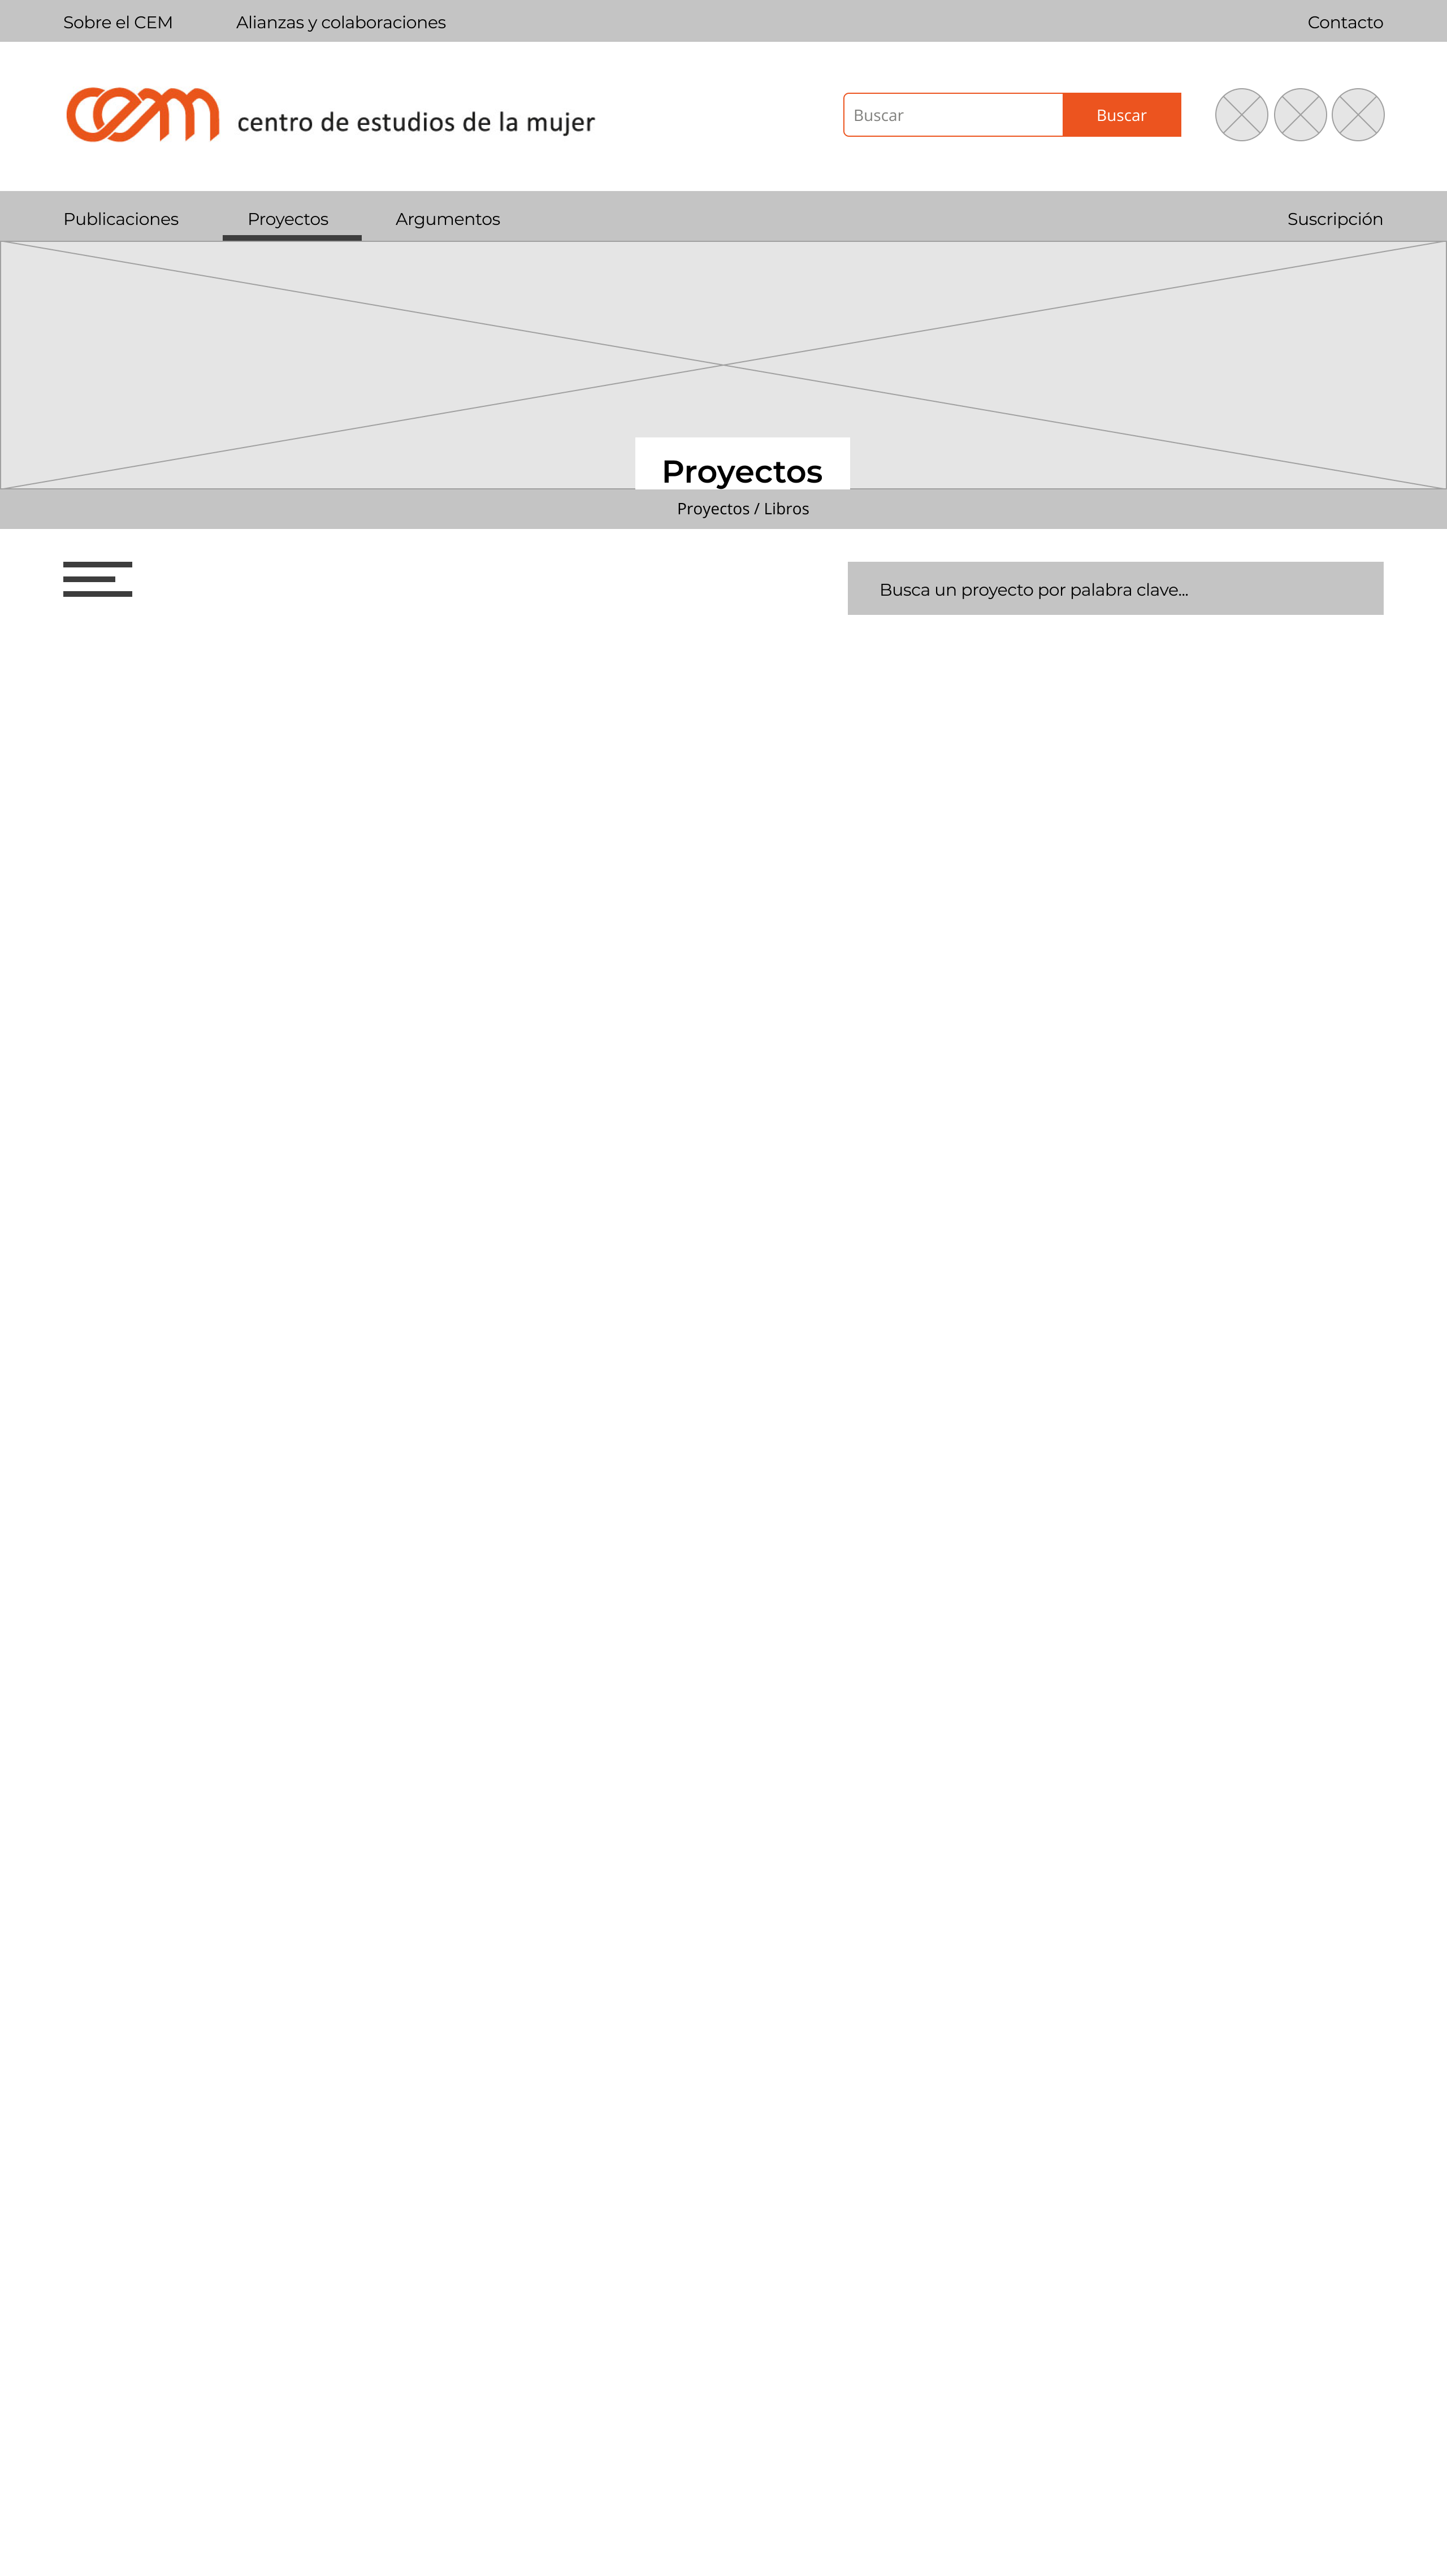 Sobre el CEM Alianzas y colaboraciones Contacto
cem centro de estudios de la mujer
Buscar Buscar
Publicaciones Proyectos Argumentos Suscripción
Proyectos
Proyectos / Libros
Busca un proyecto por palabra clave...